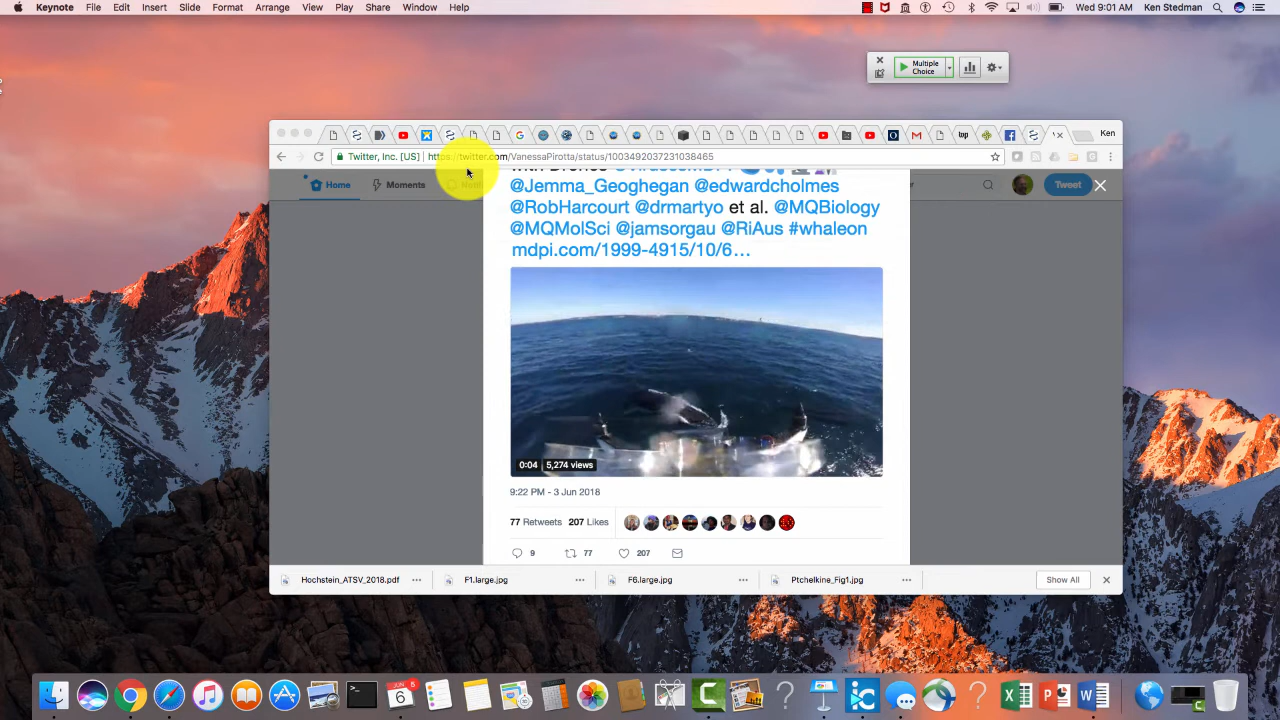 Keynote File Edit Insert Slide Format Arrange View Play Share Window Help
Wed 9:01 AM Ken Stedman
Multiple
Choice
Ken
Twitter, Inc. [US] https://twitter.com/VanessaPirotta/status/1003492037231038465
Home Moments Tweet
@Jemma_Geoghegan @edwardcholmes
@RobHarcourt @drmartyo et al. @MQBiology
@MQMolSci @jamsorgau @RiAus #whaleon
mdpi.com/1999-4915/10/6…
0:04 5,274 views
9:22 PM - 3 Jun 2018
77 Retweets 207 Likes
9 77 207
Hochstein_ATSV_2018.pdf F1.large.jpg F6.large.jpg Ptchelkine_Fig1.jpg Show All